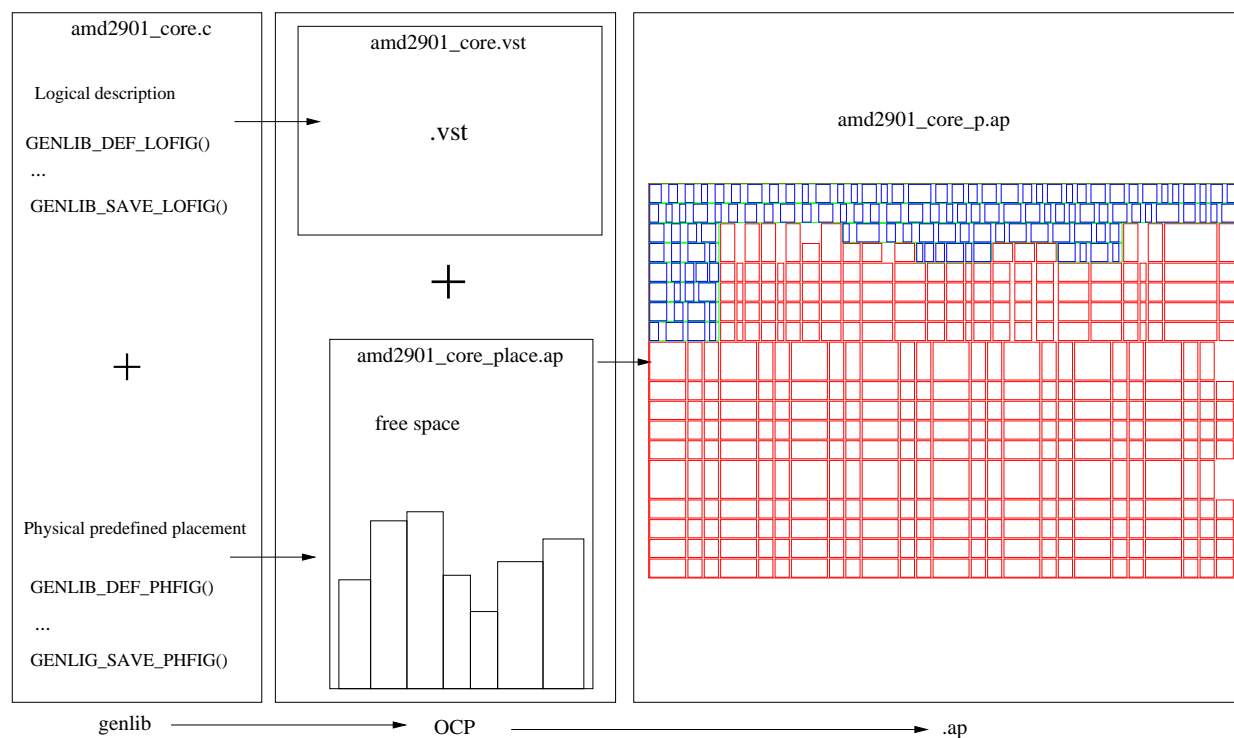 amd2901_core.c
Logical description
GENLIB_DEF_LOFIG()
...
GENLIB_SAVE_LOFIG()
+
Physical predefined placement
GENLIB_DEF_PHFIG()
...
GENLIG_SAVE_PHFIG()
amd2901_core.vst
.vst
+
amd2901_core_place.ap
free space
amd2901_core_p.ap
genlib
OCP
.ap